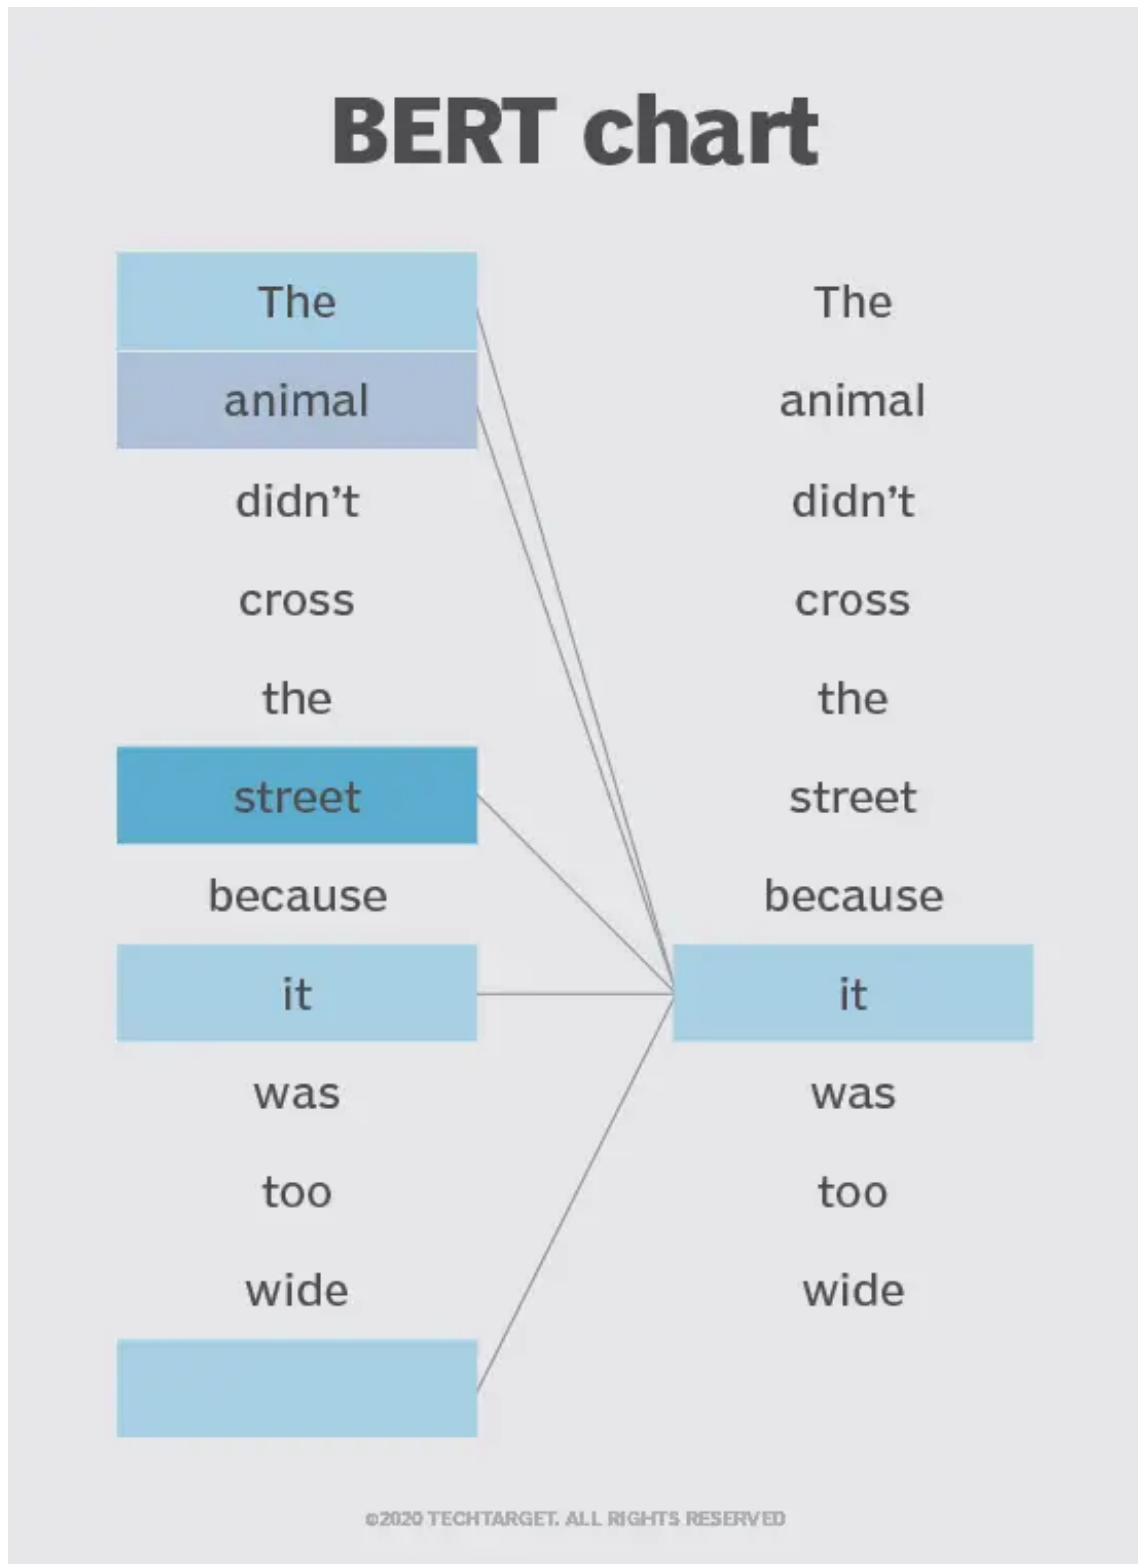 BERT chart
The The
animal animal
didn’t didn’t
cross cross
the the
street street
because because
it it
was was
too too
wide wide
©2020 TECHTARGET. ALL RIGHTS RESERVED